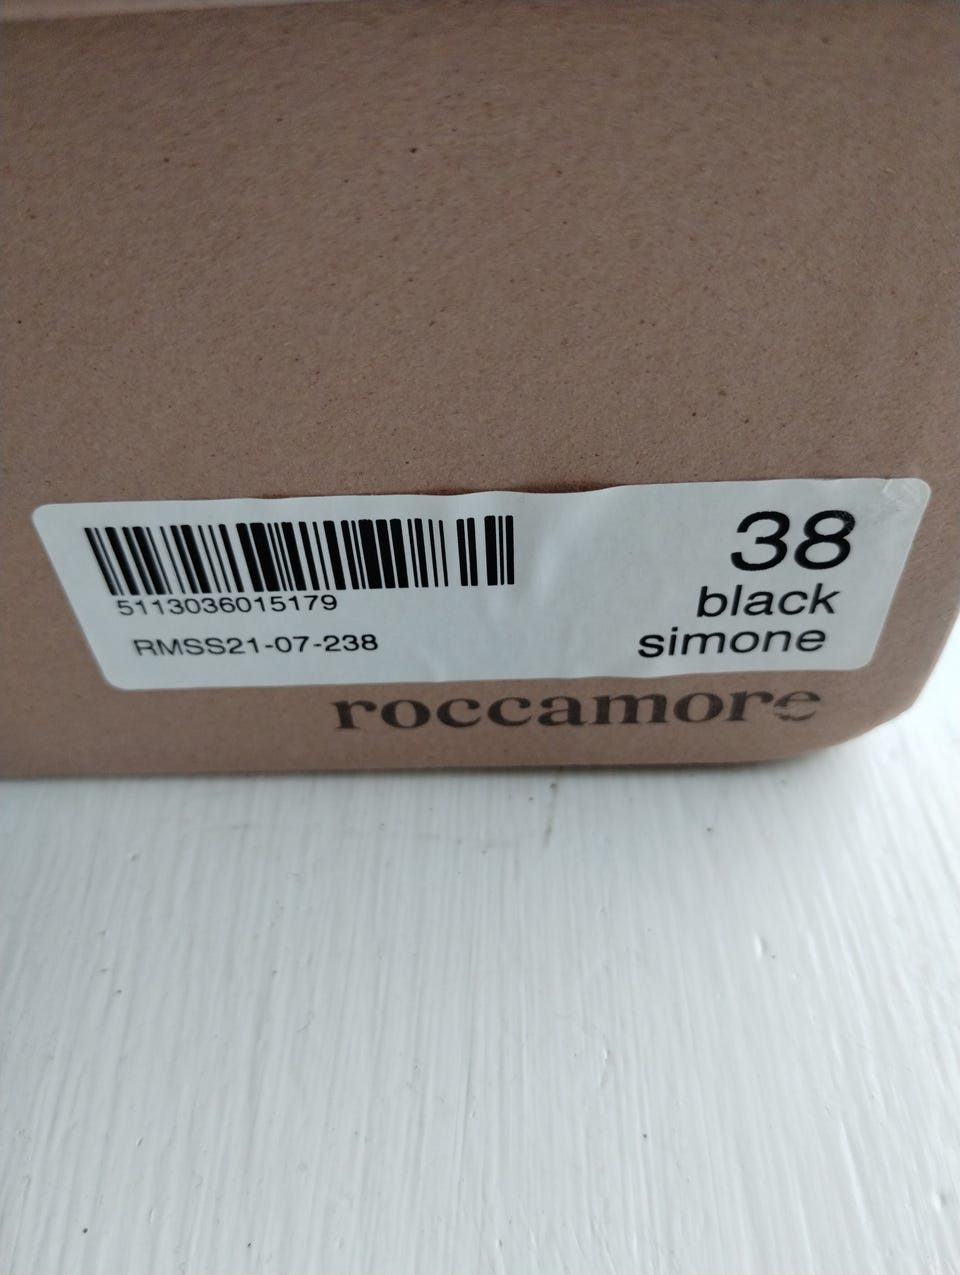 5113036015179
RMSS21-07-238
38
black
simone
roccamore